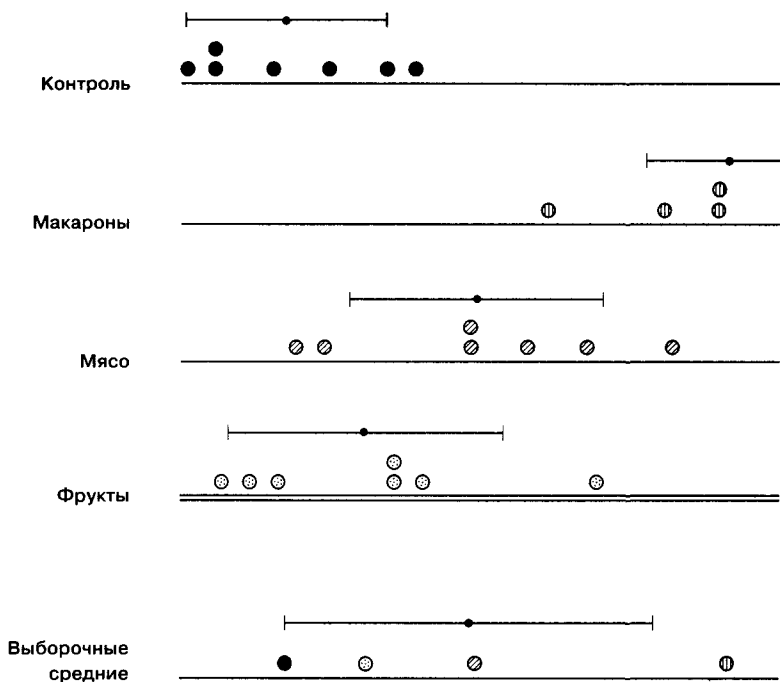 Контроль
Макароны
Мясо
Фрукты
Выборочные
средние